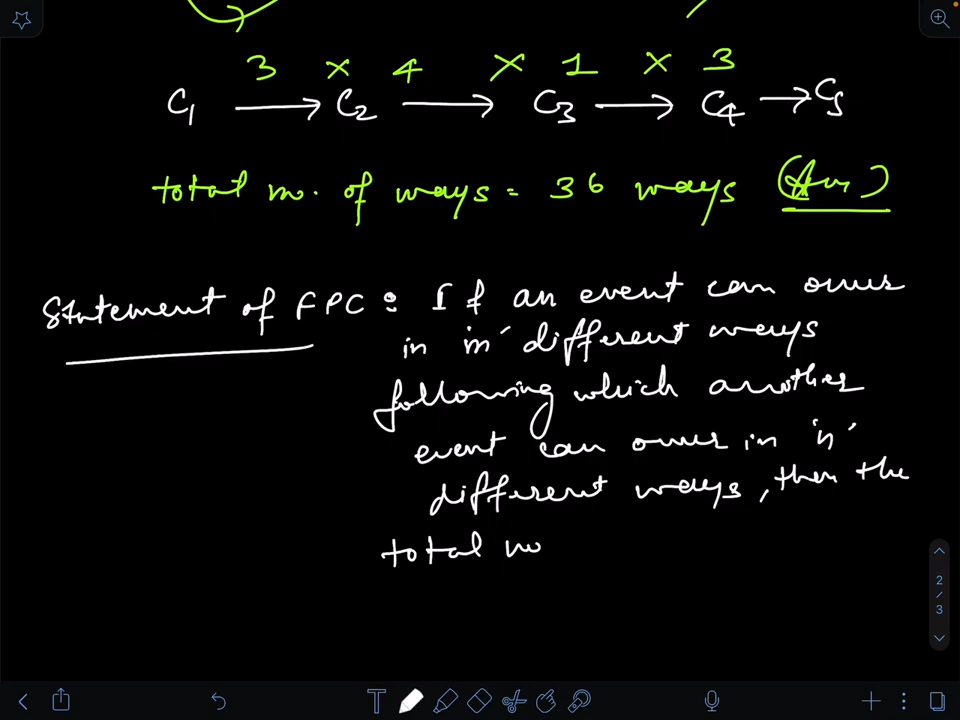 3 × 4 × 1 × 3
C1 → C2 → C3 → C4 → C5
total no. of ways = 36 ways (Ans)
Statement of FPC : If an event can occur
in 'm' different ways
following which another
event can occur in 'n'
different ways, then the
total no
2
/
3